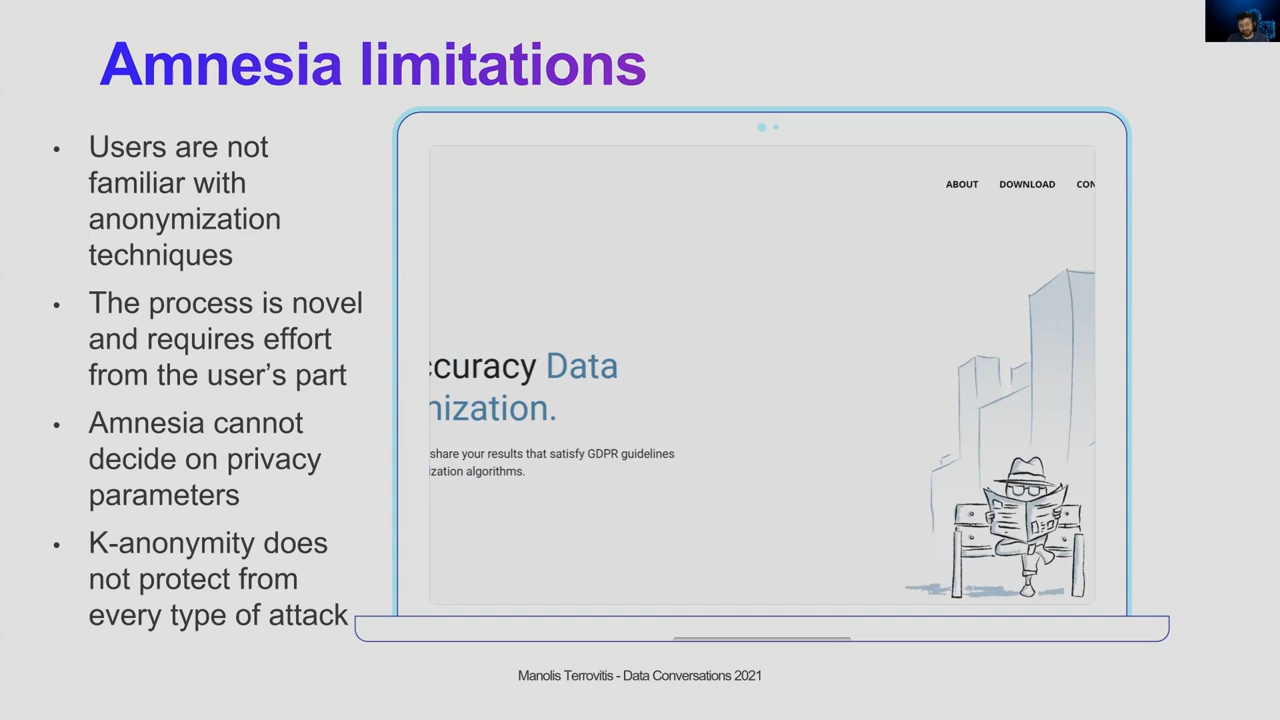 Amnesia limitations
• Users are not
familiar with
anonymization
techniques
• The process is novel
and requires effort
from the user's part
• Amnesia cannot
decide on privacy
parameters
• K-anonymity does
not protect from
every type of attack
ABOUT DOWNLOAD CON
ccuracy Data
nization.
share your results that satisfy GDPR guidelines
ization algorithms.
Manolis Terrovitis - Data Conversations 2021